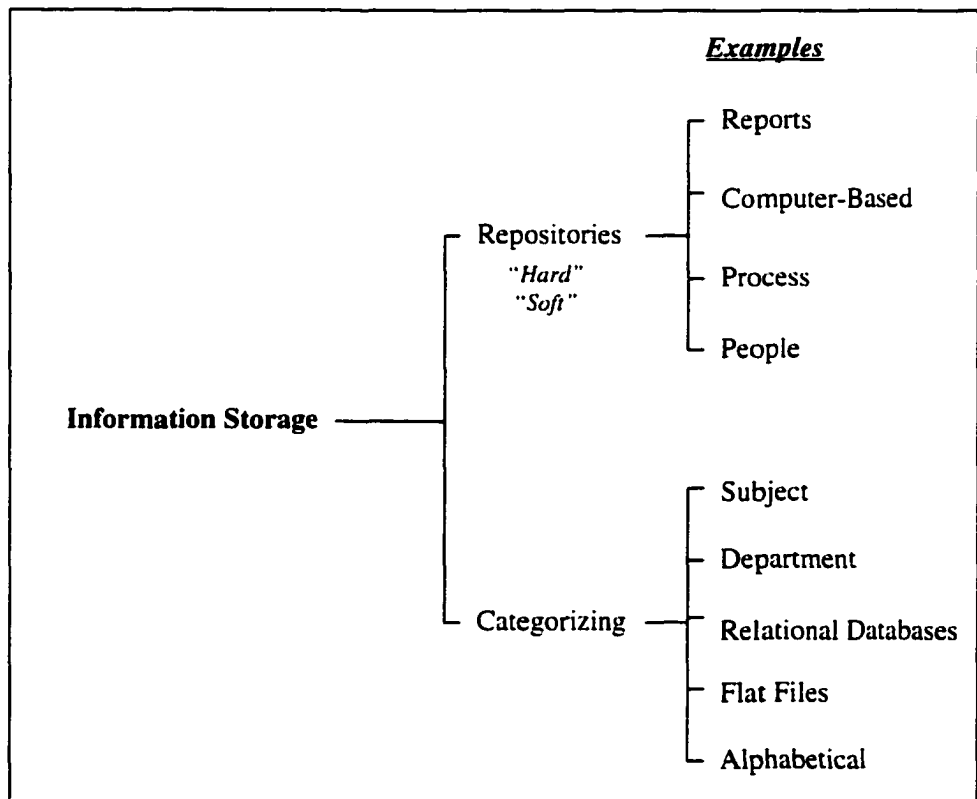 Examples
Reports
Computer-Based
Repositories
"Hard"
"Soft"
Process
People
Information Storage
Subject
Department
Categorizing
Relational Databases
Flat Files
Alphabetical